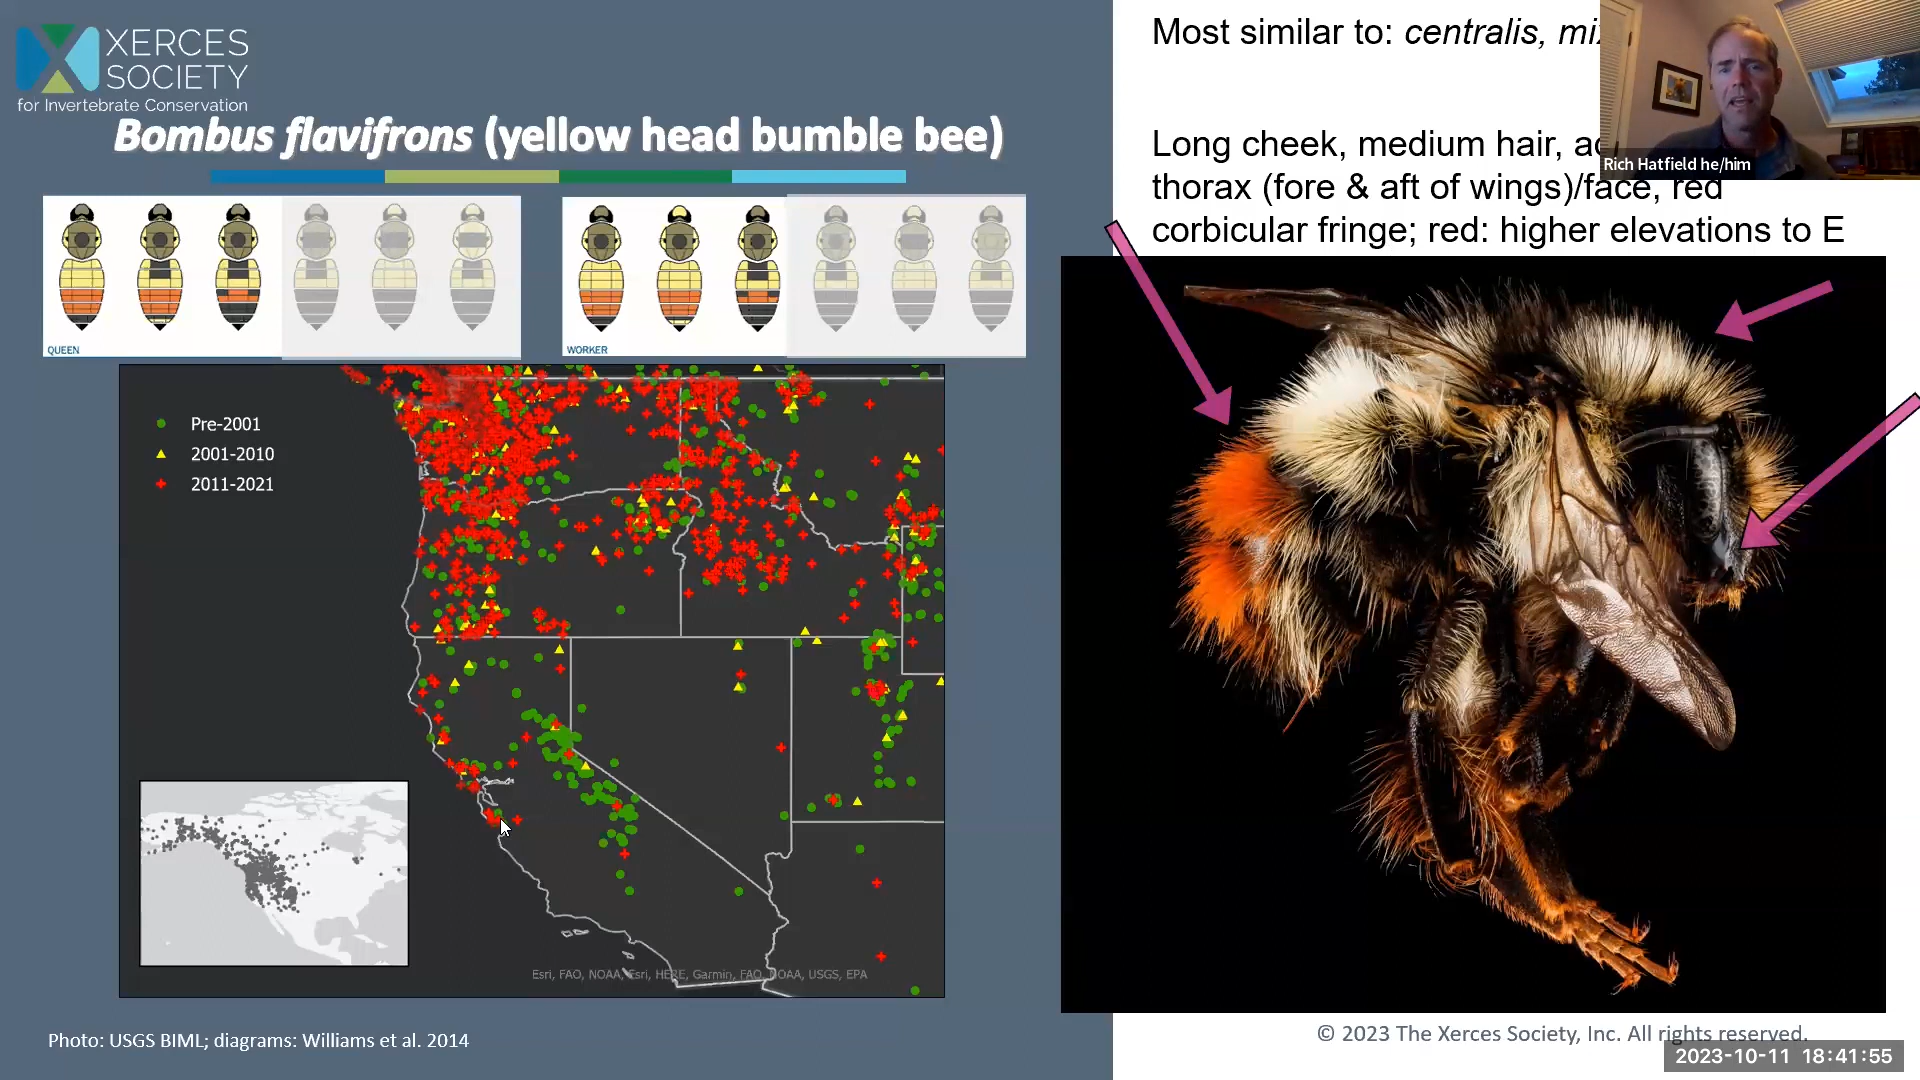 XERCES
SOCIETY
for Invertebrate Conservation
Bombus flavifrons (yellow head bumble bee)
QUEEN
WORKER
Pre-2001
2001-2010
2011-2021
Esri, FAO, NOAA, Esri, HERE, Garmin, FAO, NOAA, USGS, EPA
Photo: USGS BIML; diagrams: Williams et al. 2014
Most similar to: centralis,
Long cheek, medium hair,
thorax (fore & aft of wings)/face, red
corbicular fringe; red: higher elevations to E
Rich Hatfield he/him
© 2023 The Xerces Society, Inc. All rights reserved.
2023-10-11 18:41:55